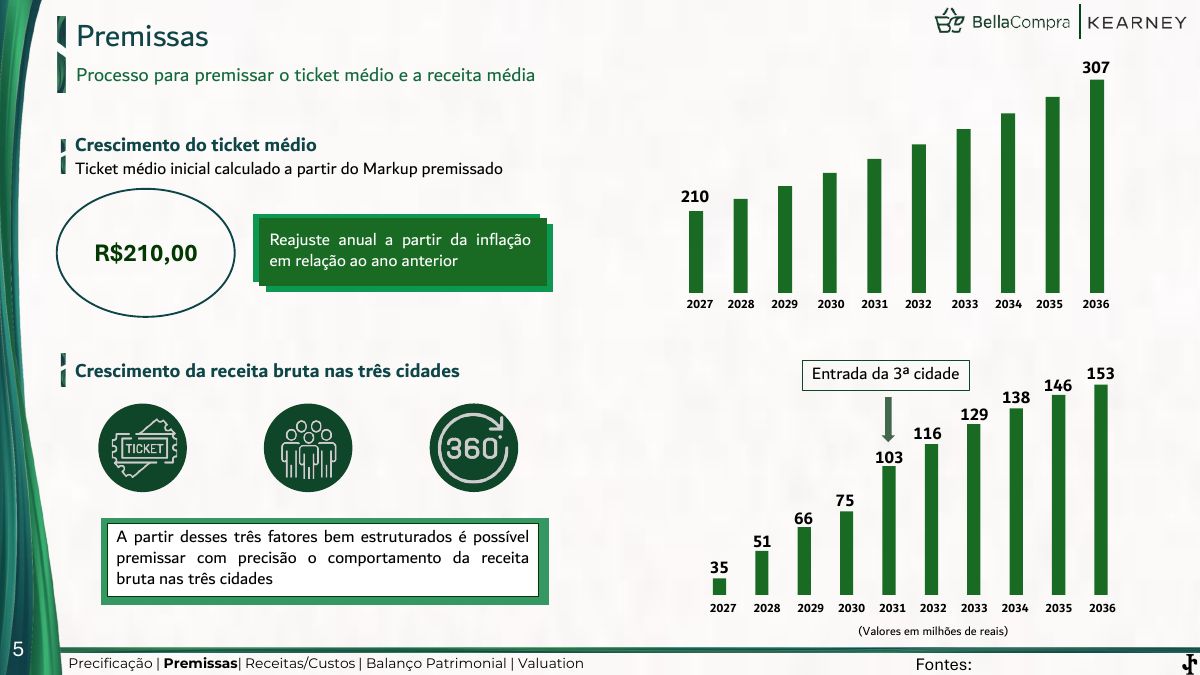 Premissas
Processo para premissar o ticket médio e a receita média
BellaCompra
KEARNEY
Crescimento do ticket médio
Ticket médio inicial calculado a partir do Markup premissado
R$210,00
Reajuste anual a partir da inflação
em relação ao ano anterior
307
210
2027 2028 2029 2030 2031 2032 2033 2034 2035 2036
Crescimento da receita bruta nas três cidades
TICKET
360°
A partir desses três fatores bem estruturados é possível
premissar com precisão o comportamento da receita
bruta nas três cidades
Entrada da 3ª cidade
35 51 66 75 103 116 129 138 146 153
2027 2028 2029 2030 2031 2032 2033 2034 2035 2036
(Valores em milhões de reais)
5
Precificação | Premissas| Receitas/Custos | Balanço Patrimonial | Valuation
Fontes: